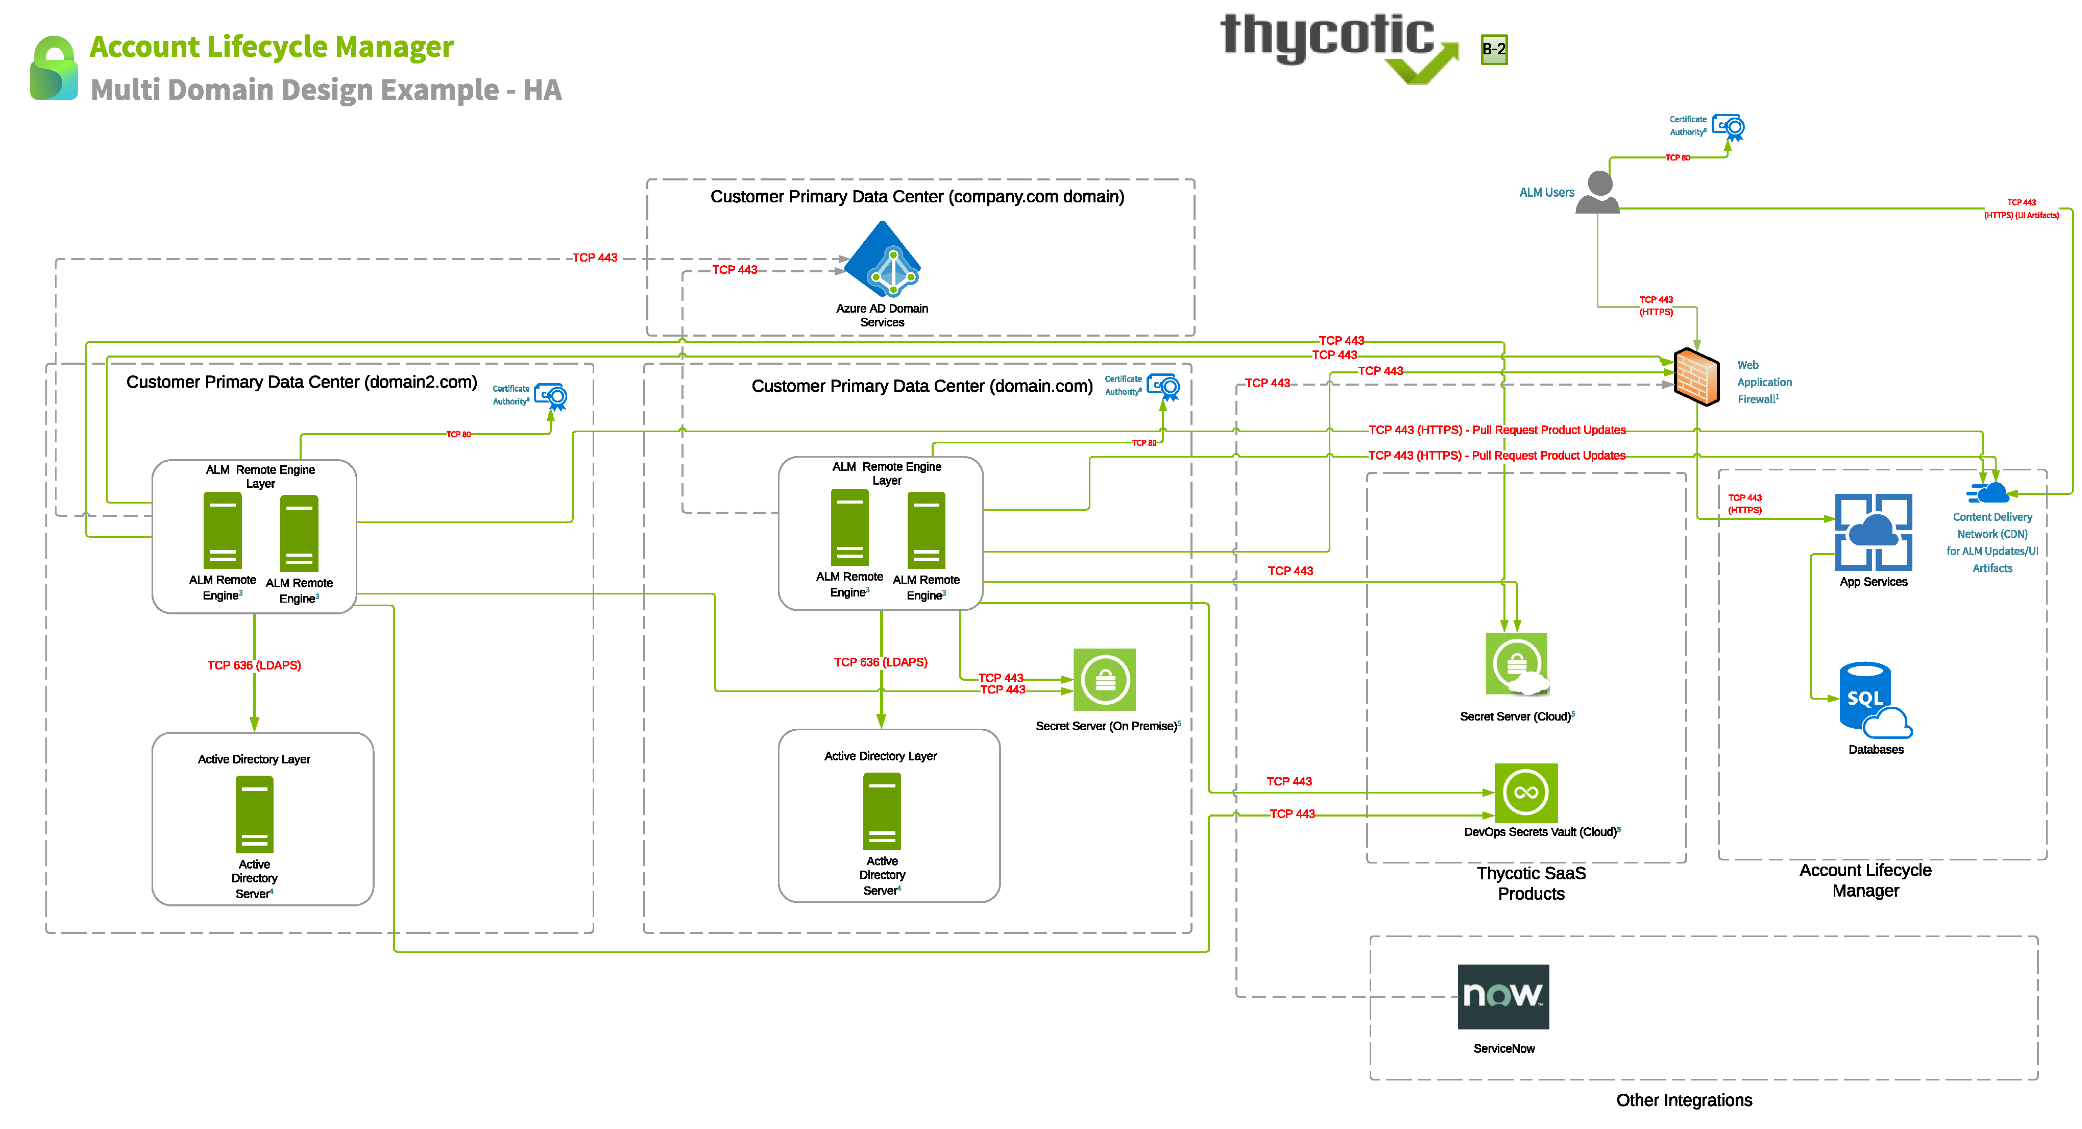 Account Lifecycle Manager
Multi Domain Design Example - HA
thycotic
B-2
Certificate
Authority⁶
TCP 80
ALM Users
TCP 443
(HTTPS) (UI Artifacts)
Customer Primary Data Center (company.com domain)
TCP 443
TCP 443
Azure AD Domain
Services
TCP 443
(HTTPS)
TCP 443
TCP 443
TCP 443
TCP 443
Web
Application
Firewall¹
Customer Primary Data Center (domain2.com)
Certificate
Authority⁶
TCP 80
ALM Remote Engine
Layer
ALM Remote
Engine³
ALM Remote
Engine³
TCP 636 (LDAPS)
Active Directory Layer
Active
Directory
Server⁴
Customer Primary Data Center (domain.com)
Certificate
Authority⁶
CA
TCP 80
ALM Remote Engine
Layer
ALM Remote
Engine³
ALM Remote
Engine³
TCP 636 (LDAPS)
TCP 443
TCP 443
Secret Server (On Premise)⁵
Active Directory Layer
Active
Directory
Server⁴
TCP 443 (HTTPS) - Pull Request Product Updates
TCP 443 (HTTPS) - Pull Request Product Updates
TCP 443
TCP 443
TCP 443
Secret Server (Cloud)⁵
DevOps Secrets Vault (Cloud)⁵
Thycotic SaaS
Products
TCP 443
(HTTPS)
App Services
Content Delivery
Network (CDN)
for ALM Updates/UI
Artifacts
SQL
Databases
Account Lifecycle
Manager
now
ServiceNow
Other Integrations